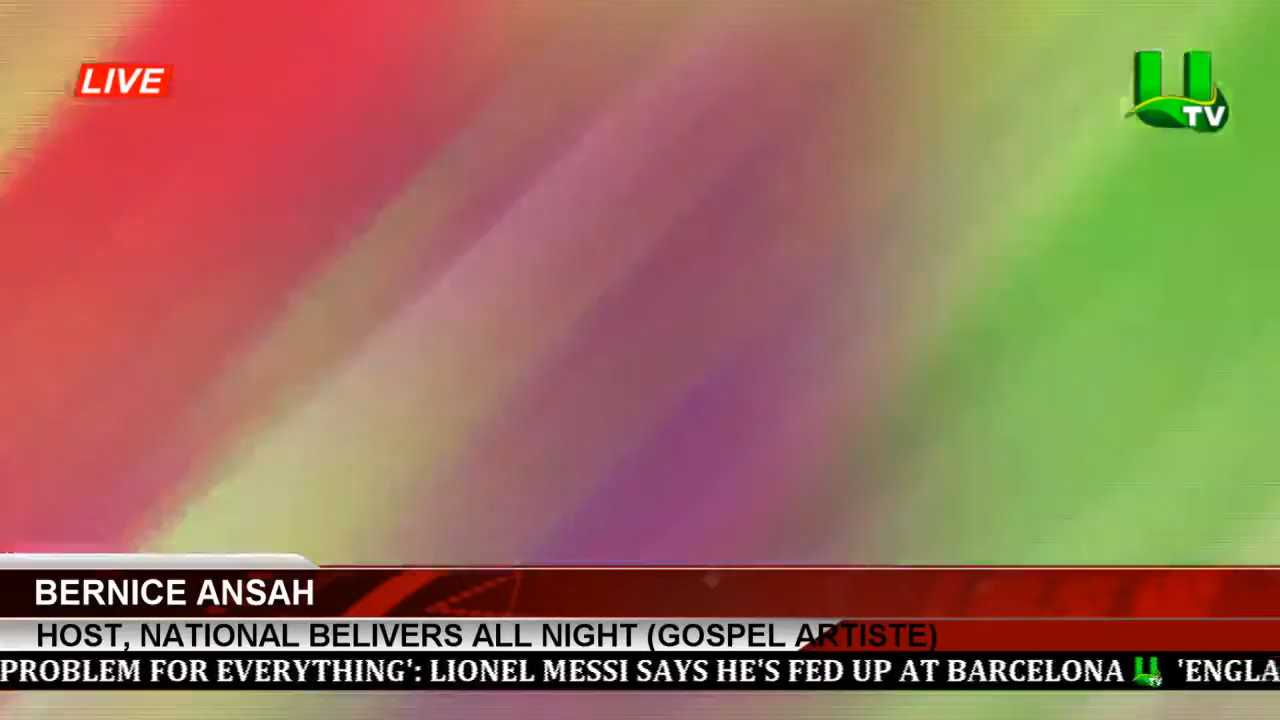 LIVE
U TV
BERNICE ANSAH
HOST, NATIONAL BELIVERS ALL NIGHT (GOSPEL ARTISTE)
PROBLEM FOR EVERYTHING': LIONEL MESSI SAYS HE'S FED UP AT BARCELONA U TV 'ENGLA